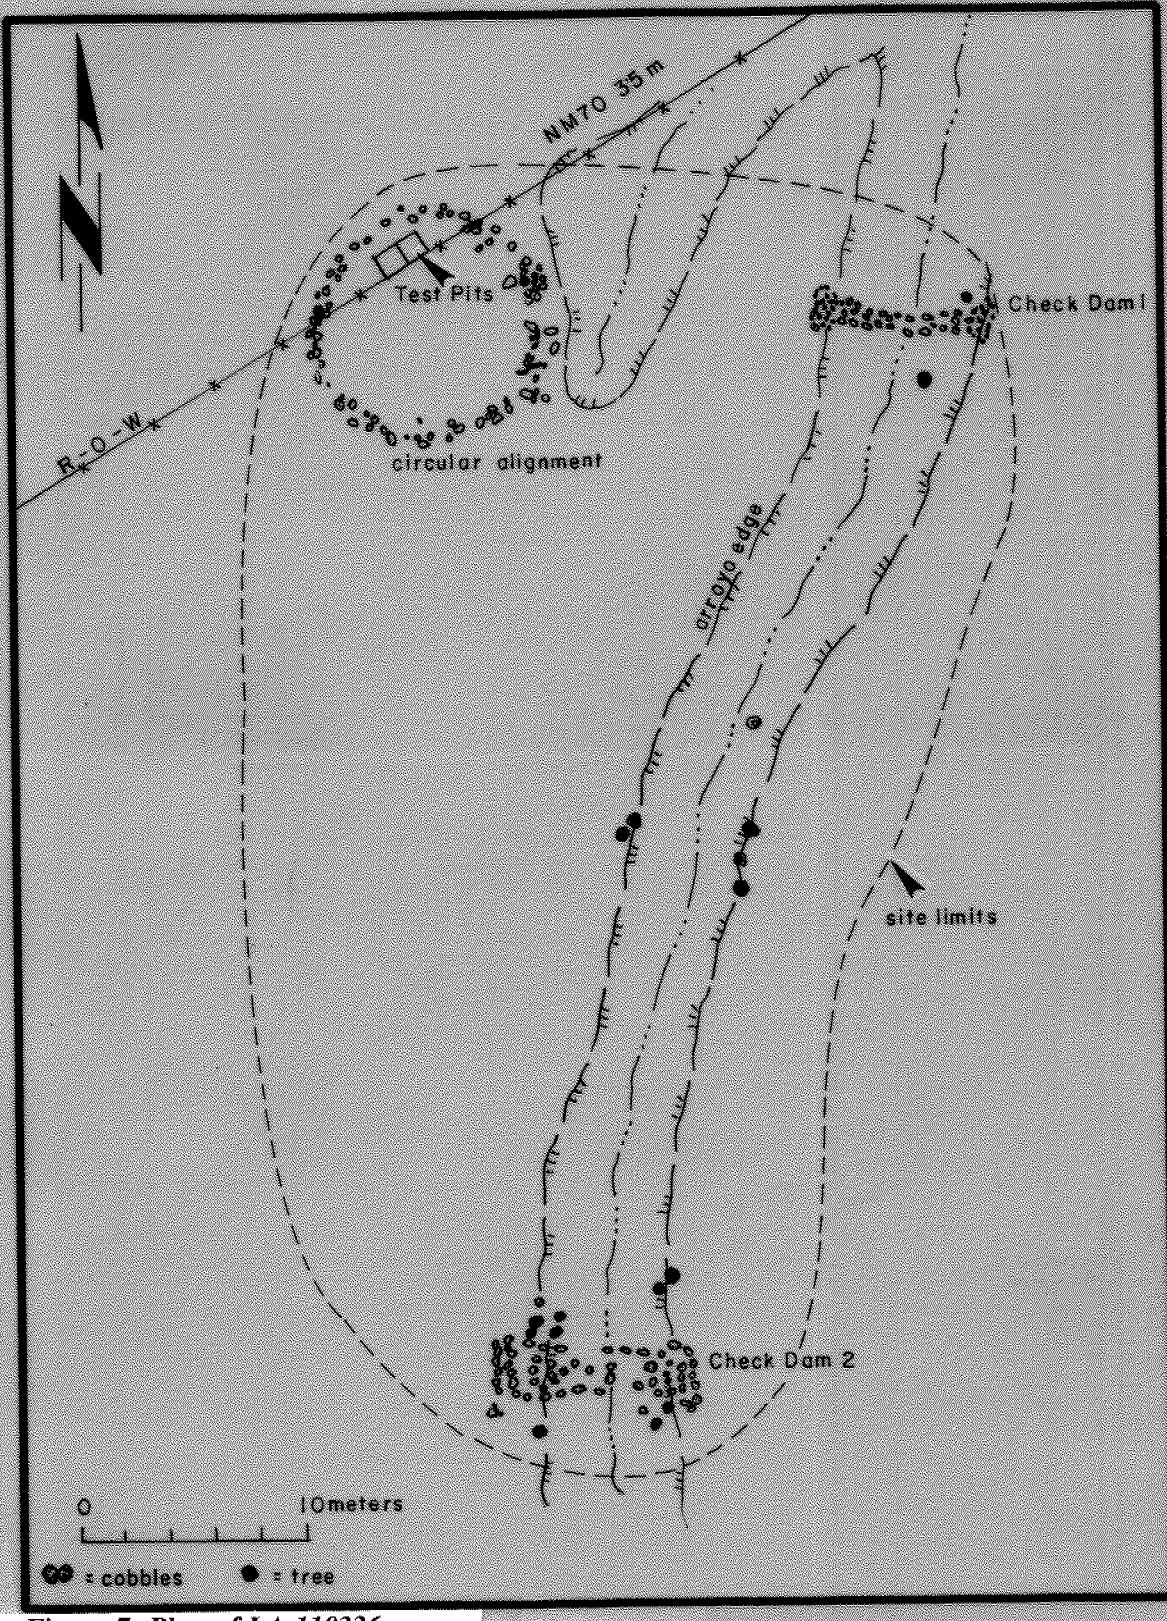 NM70 35 m
Test Pits
Check Dam 1
R-O-W
circular alignment
arroyo edge
site limits
Check Dam 2
0 10 meters
= cobbles = tree